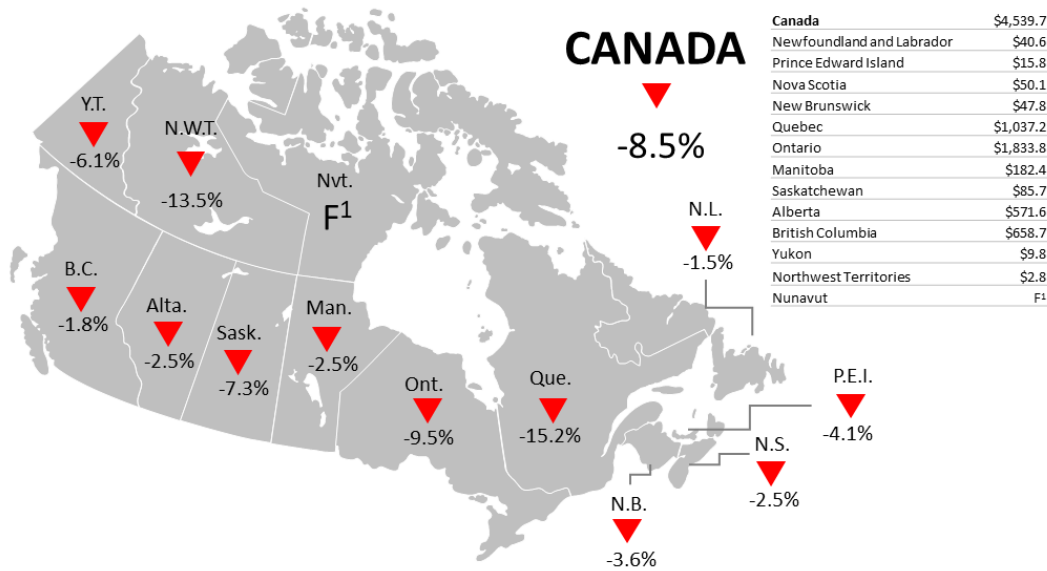 CANADA
-8.5%
Canada $4,539.7
Newfoundland and Labrador $40.6
Prince Edward Island $15.8
Nova Scotia $50.1
New Brunswick $47.8
Quebec $1,037.2
Ontario $1,833.8
Manitoba $182.4
Saskatchewan $85.7
Alberta $571.6
British Columbia $658.7
Yukon $9.8
Northwest Territories $2.8
Nunavut F¹
Y.T.
-6.1%
N.W.T.
-13.5%
Nvt.
F¹
N.L.
-1.5%
B.C.
-1.8%
Alta.
-2.5%
Sask.
-7.3%
Man.
-2.5%
Ont.
-9.5%
Que.
-15.2%
P.E.I.
-4.1%
N.S.
-2.5%
N.B.
-3.6%